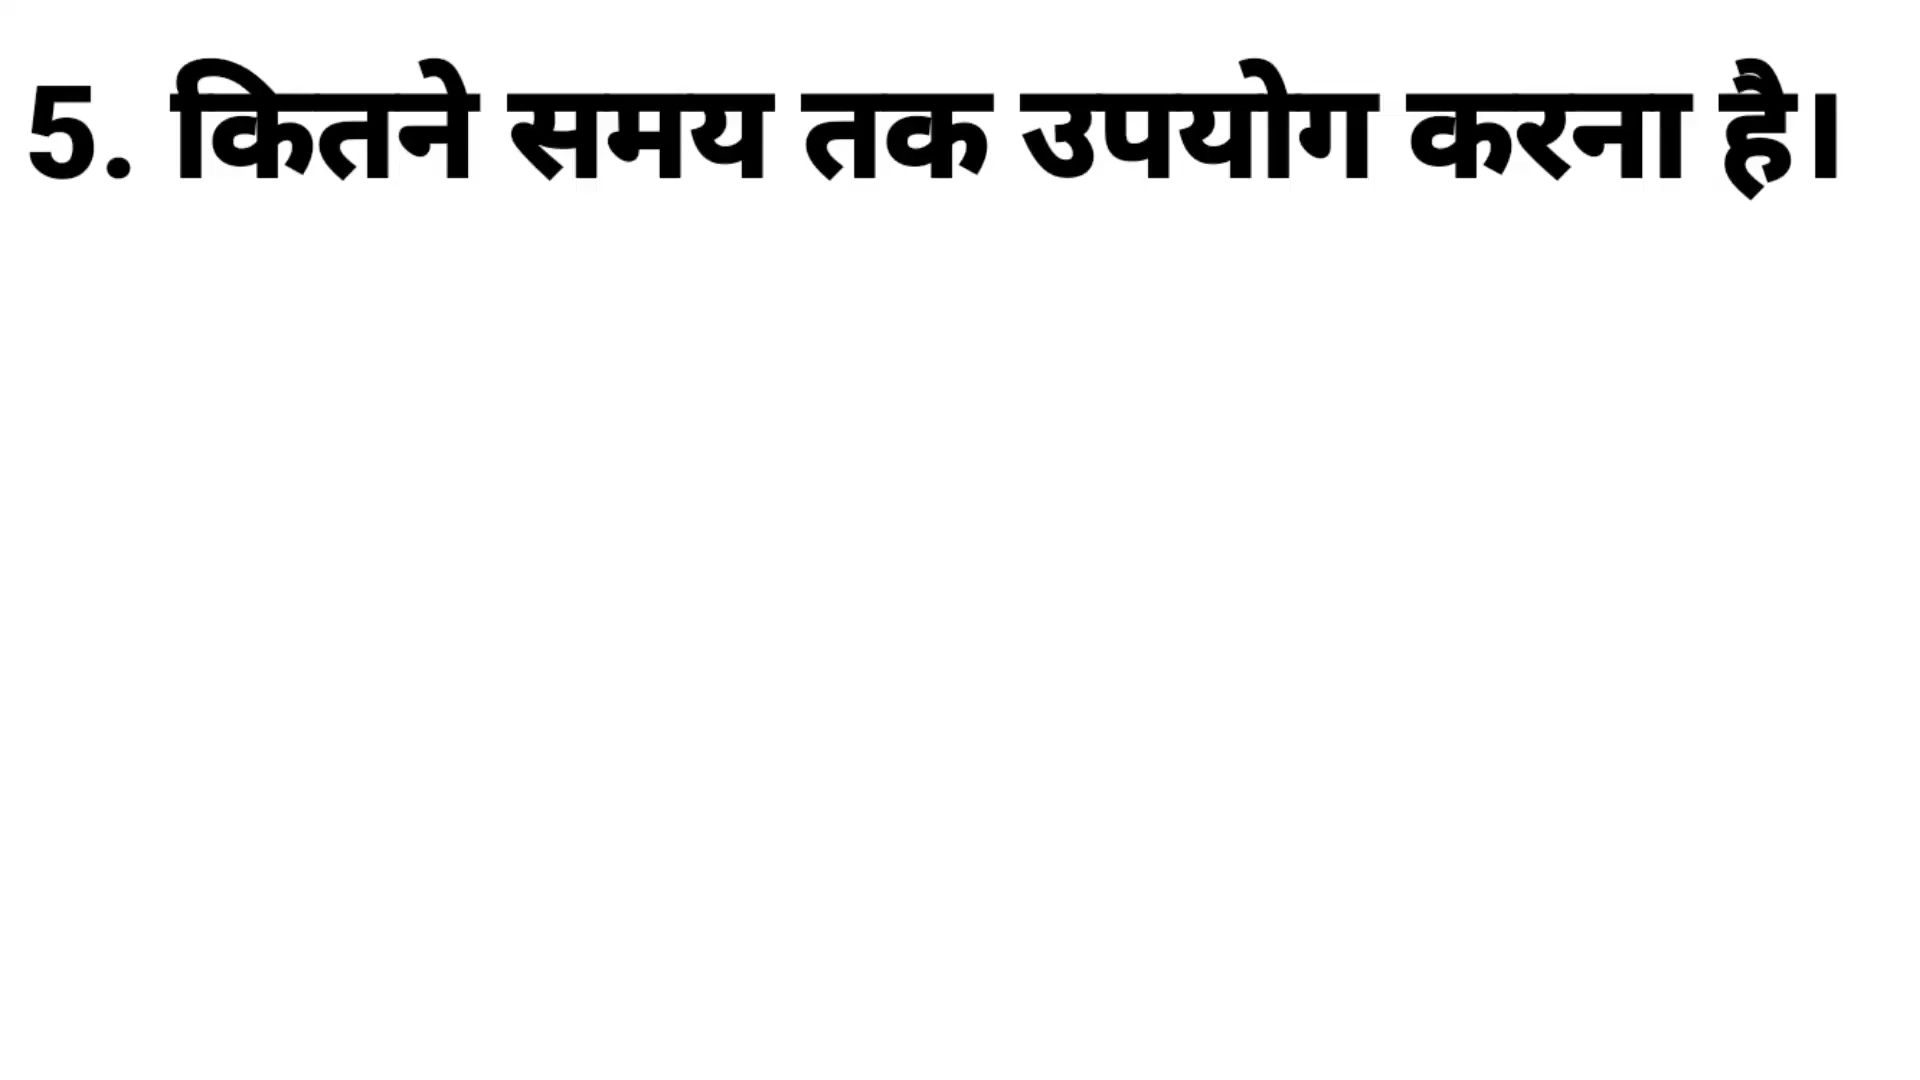 5. कितने समय तक उपयोग करना है।